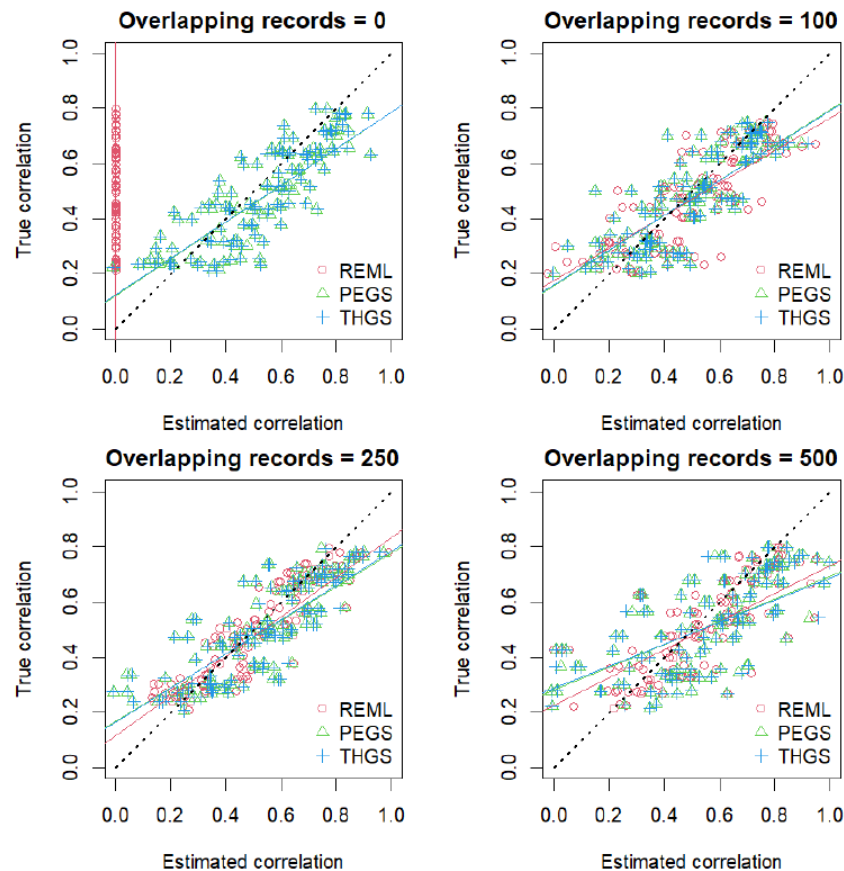 Overlapping records = 0
True correlation
0.0 0.2 0.4 0.6 0.8 1.0
REML
PEGS
THGS
0.0 0.2 0.4 0.6 0.8 1.0
Estimated correlation
Overlapping records = 100
True correlation
0.0 0.2 0.4 0.6 0.8 1.0
REML
PEGS
THGS
0.0 0.2 0.4 0.6 0.8 1.0
Estimated correlation
Overlapping records = 250
True correlation
0.0 0.2 0.4 0.6 0.8 1.0
REML
PEGS
THGS
0.0 0.2 0.4 0.6 0.8 1.0
Estimated correlation
Overlapping records = 500
True correlation
0.0 0.2 0.4 0.6 0.8 1.0
REML
PEGS
THGS
0.0 0.2 0.4 0.6 0.8 1.0
Estimated correlation